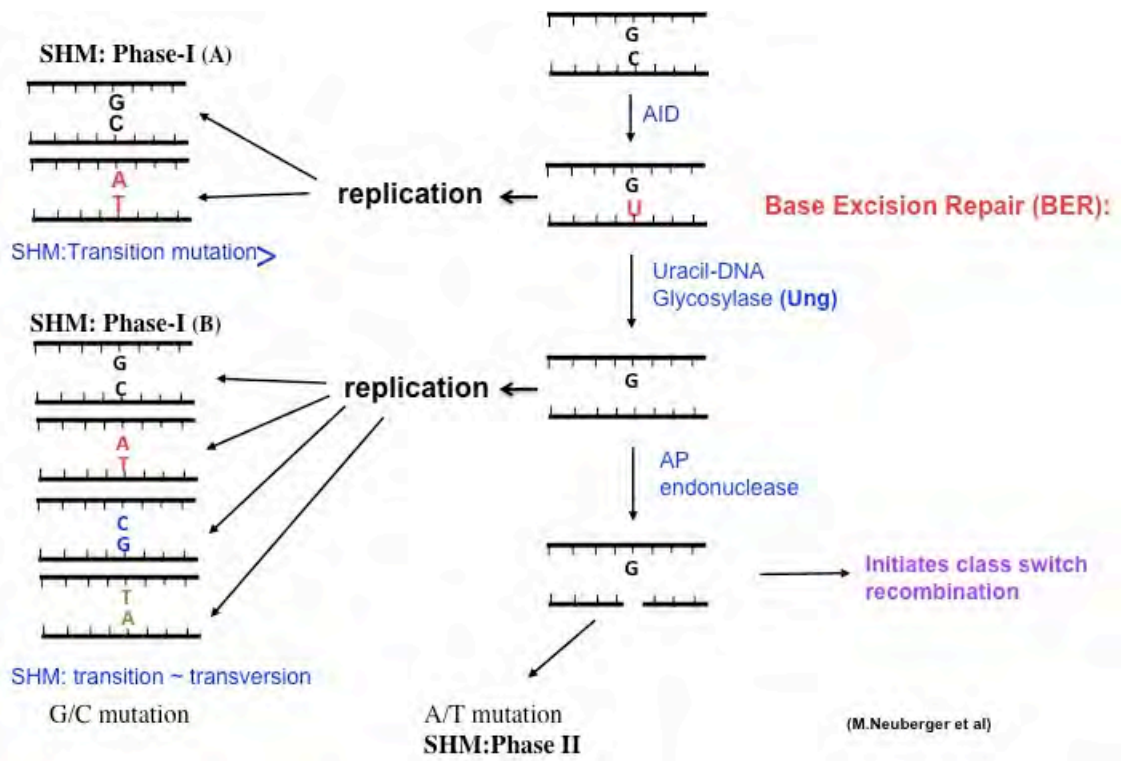 SHM: Phase-I (A)
G
C
A
T
SHM:Transition mutation>
SHM: Phase-I (B)
G
C
A
T
C
G
T
A
SHM: transition ~ transversion
G/C mutation
replication
replication
G
C
AID
G
U
Base Excision Repair (BER):
Uracil-DNA
Glycosylase (Ung)
G
AP
endonuclease
G
Initiates class switch
recombination
A/T mutation
SHM:Phase II
(M.Neuberger et al)